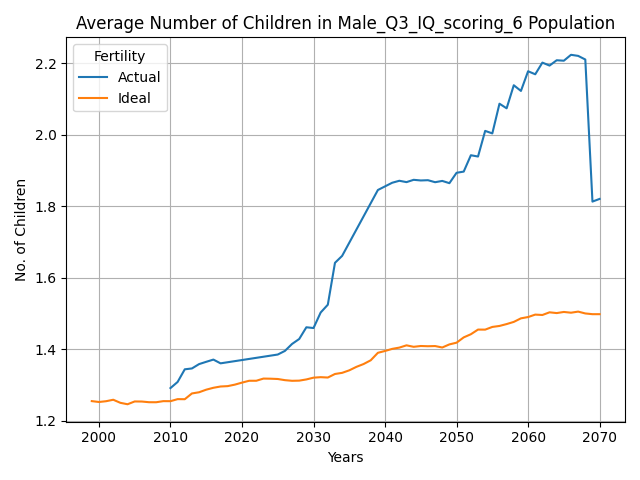 Average Number of Children in Male_Q3_IQ_scoring_6 Population
Fertility
Actual
Ideal
No. of Children
2.2
2.0
1.8
1.6
1.4
1.2
2000 2010 2020 2030 2040 2050 2060 2070
Years